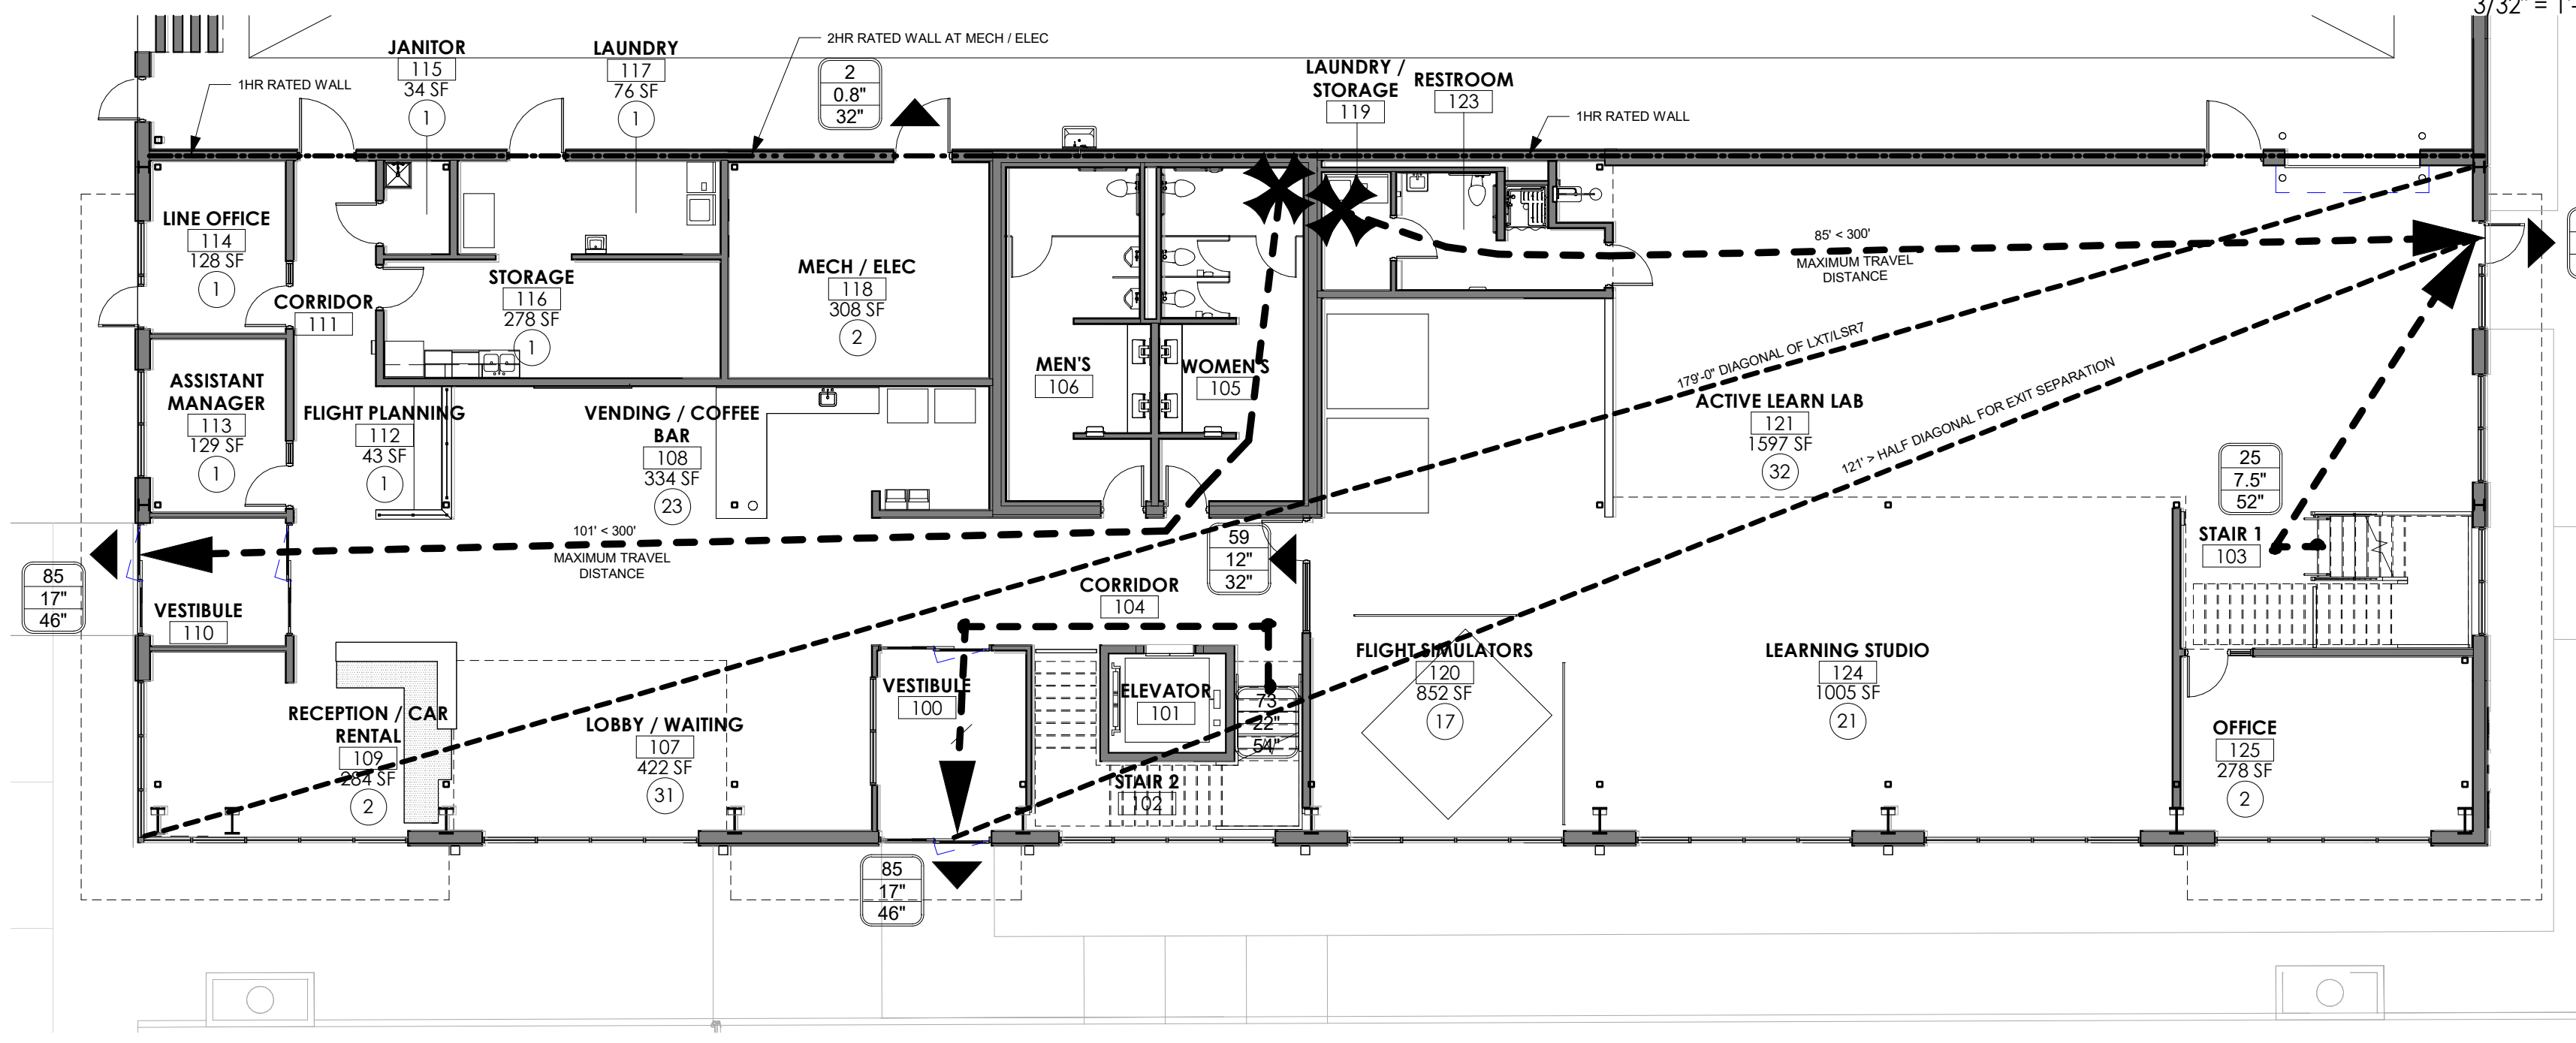 3/32" = 1'-
JANITOR
115
34 SF
1
LAUNDRY
117
76 SF
1
2HR RATED WALL AT MECH / ELEC
2
0.8"
32"
LAUNDRY /
STORAGE
119
RESTROOM
123
1HR RATED WALL
1HR RATED WALL
LINE OFFICE
114
128 SF
1
CORRIDOR
111
STORAGE
116
278 SF
1
MECH / ELEC
118
308 SF
2
85' < 300'
MAXIMUM TRAVEL
DISTANCE
179'-0" DIAGONAL OF LXT/LSR7
121' > HALF DIAGONAL FOR EXIT SEPARATION
ASSISTANT
MANAGER
113
129 SF
1
FLIGHT PLANNING
112
43 SF
1
VENDING / COFFEE
BAR
108
334 SF
23
MEN'S
106
WOMEN'S
105
ACTIVE LEARN LAB
121
1597 SF
32
25
7.5"
52"
STAIR 1
103
101' < 300'
MAXIMUM TRAVEL
DISTANCE
59
12"
32"
85
17"
46"
VESTIBULE
110
CORRIDOR
104
RECEPTION / CAR
RENTAL
109
284 SF
2
LOBBY / WAITING
107
422 SF
31
VESTIBULE
100
ELEVATOR
101
73
22"
54"
STAIR 2
102
FLIGHT SIMULATORS
120
852 SF
17
LEARNING STUDIO
124
1005 SF
21
OFFICE
125
278 SF
2
85
17"
46"